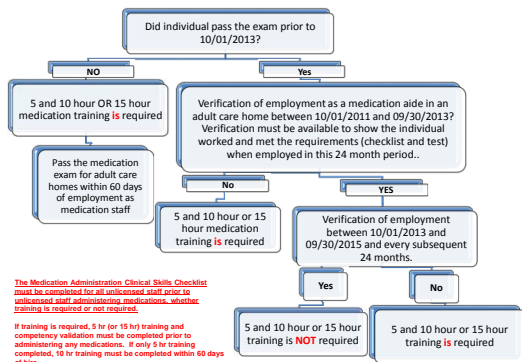 Did individual pass the exam prior to
10/01/2013?
NO
Yes
5 and 10 hour OR 15 hour
medication training is required
Verification of employment as a medication aide in an
adult care home between 10/01/2011 and 09/30/2013?
Verification must be available to show the individual
worked and met the requirements (checklist and test)
when employed in this 24 month period..
Pass the medication
exam for adult care
homes within 60 days
of employment as
medication staff
No
YES
5 and 10 hour or 15
hour medication
training is required
Verification of employment
between 10/01/2013 and
09/30/2015 and every subsequent
24 months.
Yes
No
5 and 10 hour or 15 hour
training is NOT required
5 and 10 hour or 15 hour
training is required
The Medication Administration Clinical Skills Checklist
must be completed for all unlicensed staff prior to
unlicensed staff administering medications, whether
training is required or not required.
If training is required, 5 hr (or 15 hr) training and
competency validation must be completed prior to
administering any medications. If only 5 hr training
completed, 10 hr training must be completed within 60 days